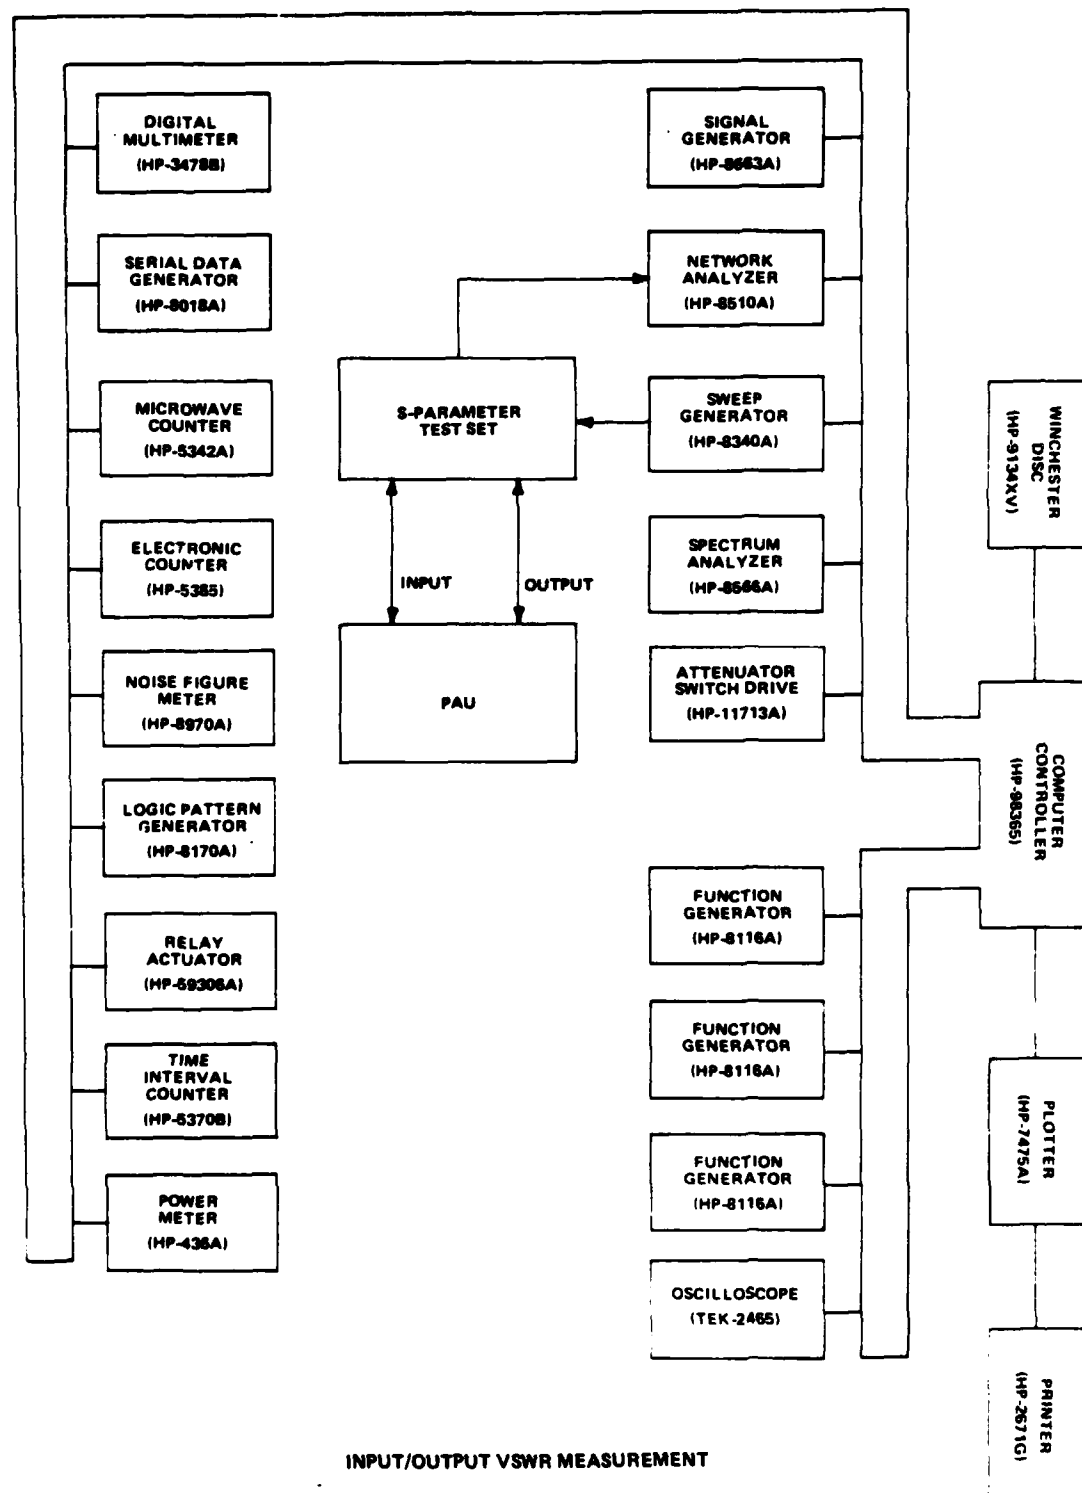 DIGITAL
MULTIMETER
(HP-3478B)
SERIAL DATA
GENERATOR
(HP-8018A)
MICROWAVE
COUNTER
(HP-5342A)
ELECTRONIC
COUNTER
(HP-5385)
NOISE FIGURE
METER
(HP-8970A)
LOGIC PATTERN
GENERATOR
(HP-8170A)
RELAY
ACTUATOR
(HP-59306A)
TIME
INTERVAL
COUNTER
(HP-5370B)
POWER
METER
(HP-436A)
S-PARAMETER
TEST SET
INPUT
OUTPUT
PAU
SIGNAL
GENERATOR
(HP-8663A)
NETWORK
ANALYZER
(HP-8510A)
SWEEP
GENERATOR
(HP-8340A)
SPECTRUM
ANALYZER
(HP-8566A)
ATTENUATOR
SWITCH DRIVE
(HP-11713A)
FUNCTION
GENERATOR
(HP-8116A)
FUNCTION
GENERATOR
(HP-8116A)
FUNCTION
GENERATOR
(HP-8116A)
OSCILLOSCOPE
(TEK-2465)
WINCHESTER
DISC
(HP-9134XV)
COMPUTER
CONTROLLER
(HP-98365)
PLOTTER
(HP-7475A)
PRINTER
(HP-2671G)
INPUT/OUTPUT VSWR MEASUREMENT